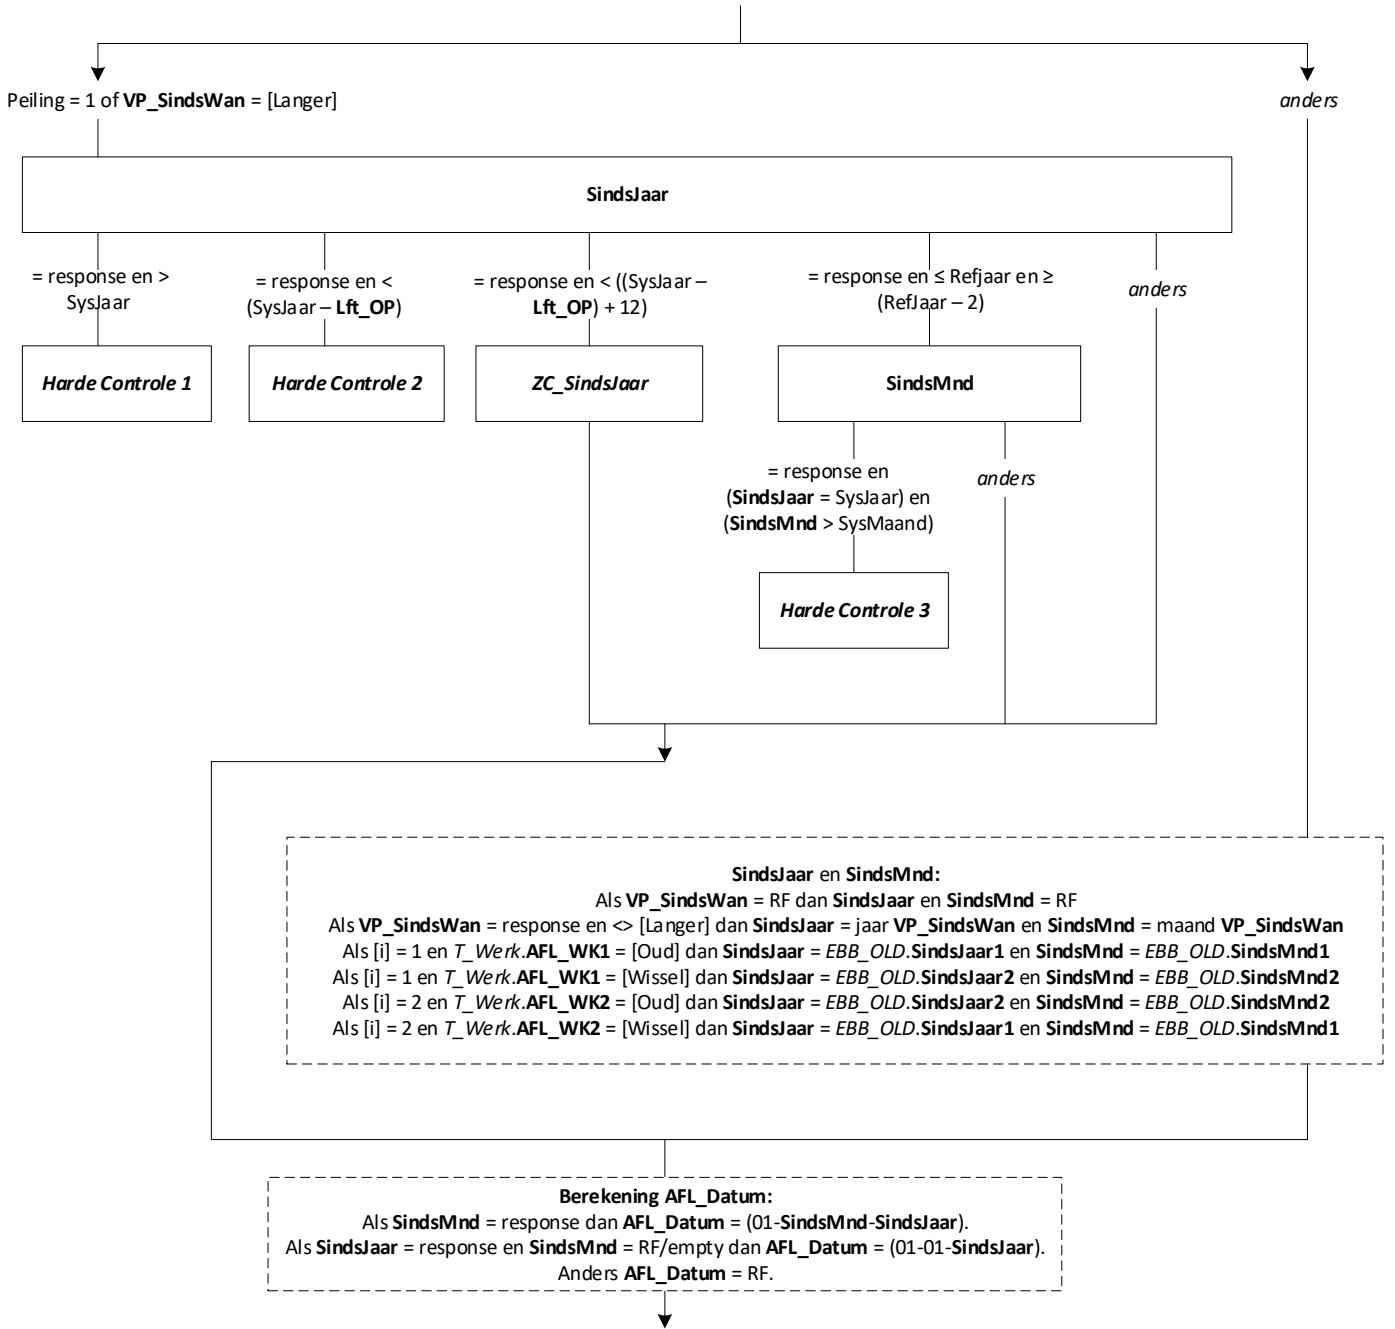 Peiling = 1 of VP_SindsWan = [Langer]
anders
SindsJaar
= response en >
SysJaar
= response en <
(SysJaar – Lft_OP)
= response en < ((SysJaar –
Lft_OP) + 12)
= response en ≤ Refjaar en ≥
(RefJaar – 2)
anders
Harde Controle 1
Harde Controle 2
ZC_SindsJaar
SindsMnd
= response en
(SindsJaar = SysJaar) en
(SindsMnd > SysMaand)
anders
Harde Controle 3
SindsJaar en SindsMnd:
Als VP_SindsWan = RF dan SindsJaar en SindsMnd = RF
Als VP_SindsWan = response en <> [Langer] dan SindsJaar = jaar VP_SindsWan en SindsMnd = maand VP_SindsWan
Als [i] = 1 en T_Werk.AFL_WK1 = [Oud] dan SindsJaar = EBB_OLD.SindsJaar1 en SindsMnd = EBB_OLD.SindsMnd1
Als [i] = 1 en T_Werk.AFL_WK1 = [Wissel] dan SindsJaar = EBB_OLD.SindsJaar2 en SindsMnd = EBB_OLD.SindsMnd2
Als [i] = 2 en T_Werk.AFL_WK2 = [Oud] dan SindsJaar = EBB_OLD.SindsJaar2 en SindsMnd = EBB_OLD.SindsMnd2
Als [i] = 2 en T_Werk.AFL_WK2 = [Wissel] dan SindsJaar = EBB_OLD.SindsJaar1 en SindsMnd = EBB_OLD.SindsMnd1
Berekening AFL_Datum:
Als SindsMnd = response dan AFL_Datum = (01-SindsMnd-SindsJaar).
Als SindsJaar = response en SindsMnd = RF/empty dan AFL_Datum = (01-01-SindsJaar).
Anders AFL_Datum = RF.